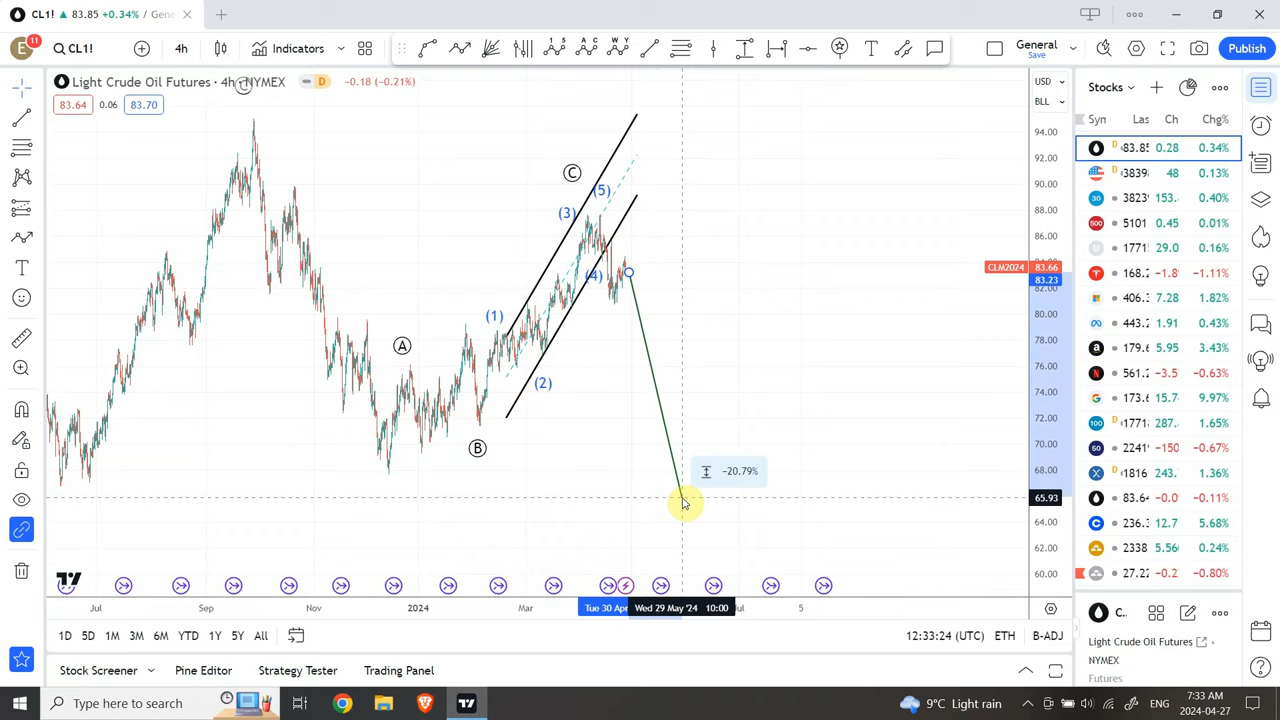 CL1! 83.85 +0.34% / Gene
E 11 CL1! 4h Indicators General Save Publish
Light Crude Oil Futures · 4h · NYMEX D -0.18 (-0.21%)
83.64 0.06 83.70
USD
BLL
94.00
92.00
90.00
88.00
86.00
CLM2024 83.66
83.23
82.00
80.00
78.00
76.00
74.00
72.00
70.00
68.00
65.93
64.00
62.00
60.00
C
C
(5)
(3)
(4)
(1)
A
(2)
B
−20.79%
Jul Sep Nov 2024 Mar Tue 30 Apr Wed 29 May '24 10:00 Jul 5
1D 5D 1M 3M 6M YTD 1Y 5Y All 12:33:24 (UTC) ETH B-ADJ
Stock Screener Pine Editor Strategy Tester Trading Panel
Stocks
Syn Las Ch Chg%
D 83.85 0.28 0.34%
D 3839 48 0.13%
30 3823 153. 0.40%
500 5101 0.45 0.01%
D 1771 29.0 0.16%
168.2 −1.8 −1.11%
406.3 7.28 1.82%
443.2 1.91 0.43%
179.6 5.95 3.43%
561.2 −3.5 −0.63%
173.6 15.7 9.97%
100 D 1771 287. 1.65%
50 2241 −150 −0.67%
D 1816 243. 1.36%
83.64 −0.0 −0.11%
236.3 12.7 5.68%
2338 5.56 0.24%
27.22 −0.2 −0.80%
C..
Light Crude Oil Futures
NYMEX
Futures
Type here to search 9°C Light rain 7:33 AM
2024-04-27